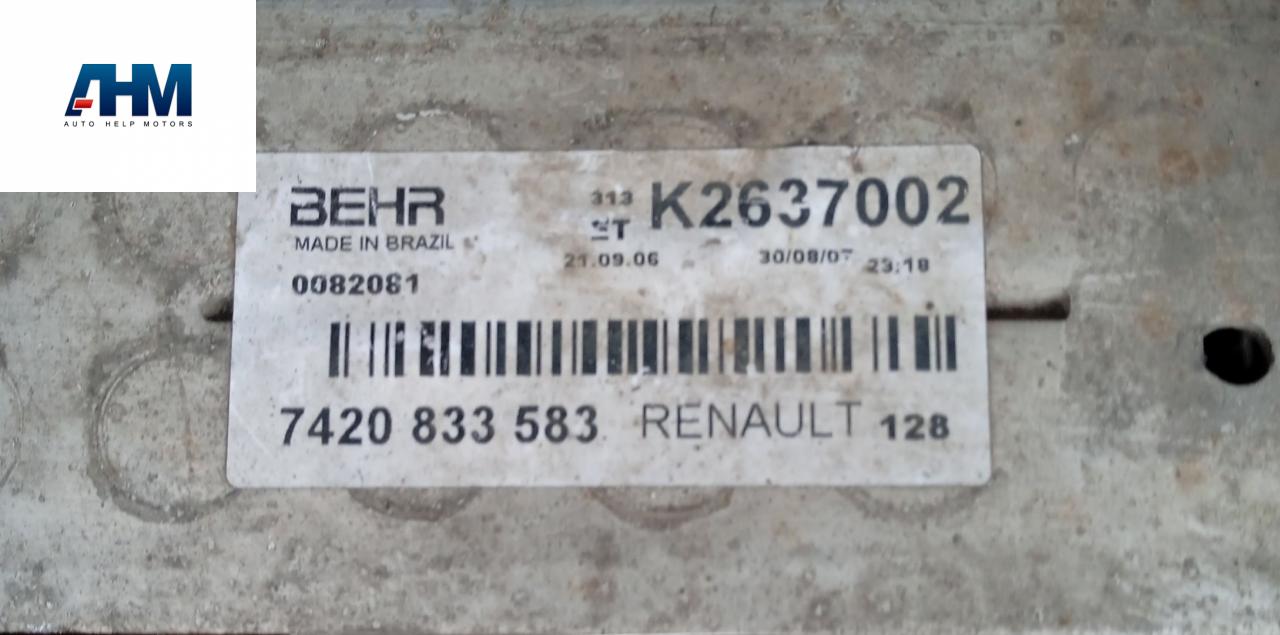 AHM
AUTO HELP MOTORS
BEHR 313 K2637002
MADE IN BRAZIL
21.09.06 30/08/07 23:18
0082081
7420 833 583 RENAULT 128